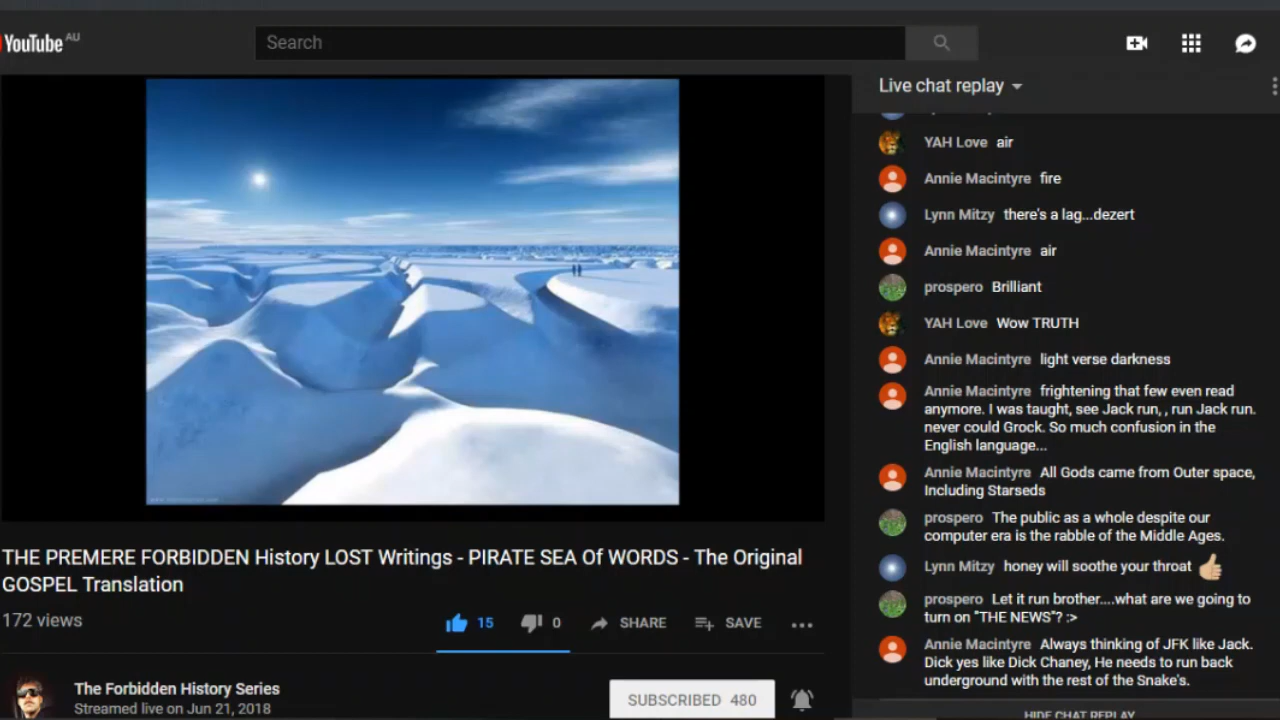 YouTube AU
Search
Live chat replay
YAH Love air
Annie Macintyre fire
Lynn Mitzy there's a lag...dezert
Annie Macintyre air
prospero Brilliant
YAH Love Wow TRUTH
Annie Macintyre light verse darkness
Annie Macintyre frightening that few even read
anymore. I was taught, see Jack run, , run Jack run.
never could Grock. So much confusion in the
English language...
Annie Macintyre All Gods came from Outer space,
Including Starseds
prospero The public as a whole despite our
computer era is the rabble of the Middle Ages.
Lynn Mitzy honey will soothe your throat
prospero Let it run brother....what are we going to
turn on "THE NEWS"? :>
Annie Macintyre Always thinking of JFK like Jack.
Dick yes like Dick Chaney, He needs to run back
underground with the rest of the Snake's.
HIDE CHAT REPLAY
THE PREMERE FORBIDDEN History LOST Writings - PIRATE SEA Of WORDS - The Original
GOSPEL Translation
172 views
15 0 SHARE SAVE
The Forbidden History Series
Streamed live on Jun 21, 2018
SUBSCRIBED 480